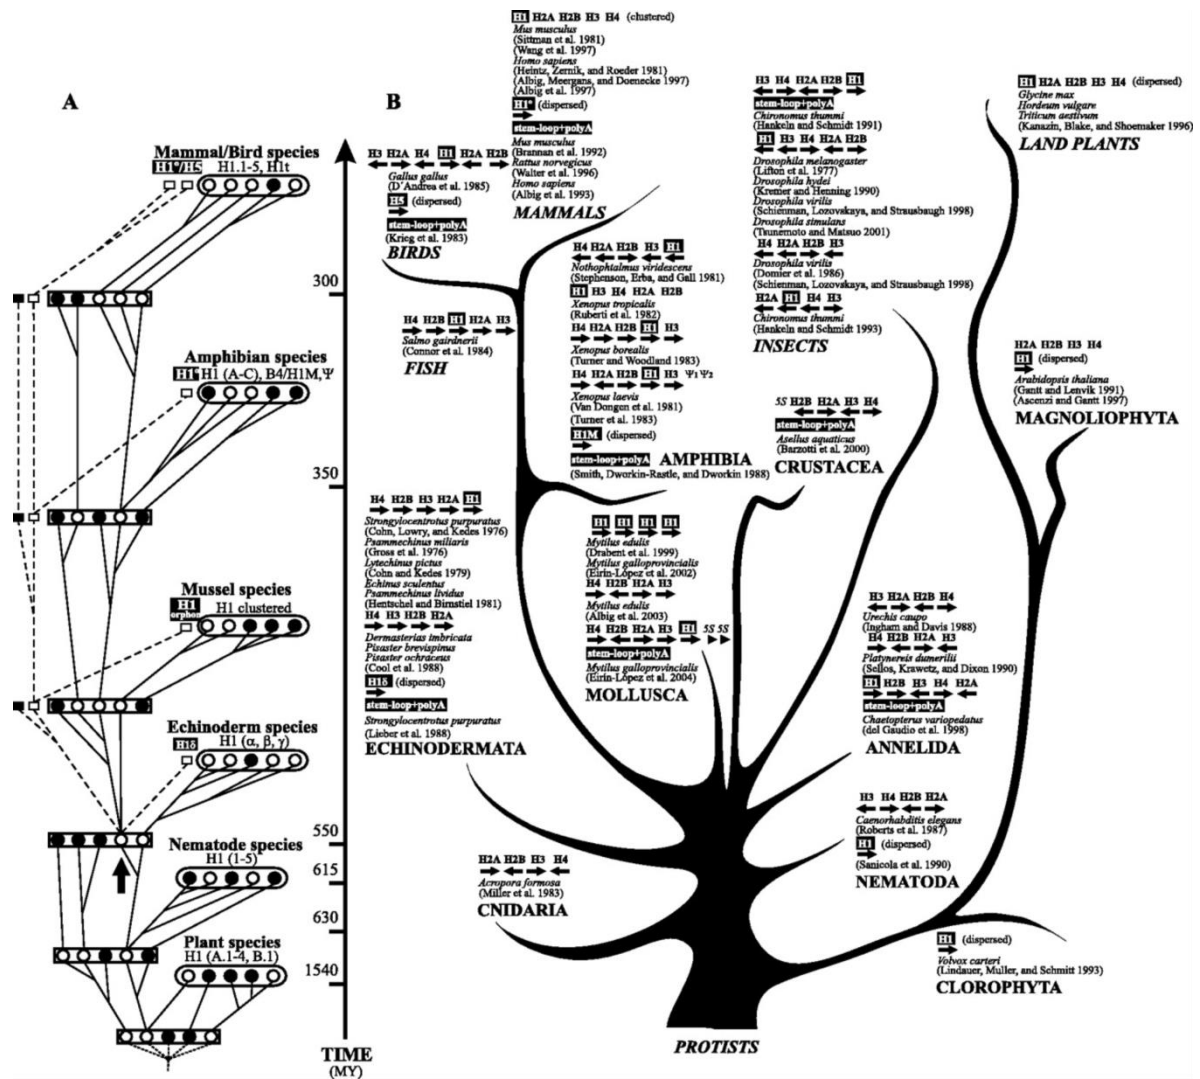 A
Mammal/Bird species
H1°/H5 H1.1-5, H1t
300
Amphibian species
H1° H1 (A-C), B4/H1M,Ψ
350
Mussel species
H1 orphon H1 clustered
Echinoderm species
H1δ H1 (α, β, γ)
550
Nematode species
H1 (1-5)
615
630
Plant species
H1 (A.1-4, B.1)
1540
TIME
(MY)
B
H1 H2A H2B H3 H4 (clustered)
Mus musculus
(Sittman et al. 1981)
(Wang et al. 1997)
Homo sapiens
(Heintz, Zernik, and Roeder 1981)
(Albig, Meergans, and Doenecke 1997)
(Albig et al. 1997)
H1° (dispersed)
stem-loop+polyA
Mus musculus
(Brannan et al. 1992)
Rattus norvegicus
(Walter et al. 1996)
Homo sapiens
(Albig et al. 1993)
MAMMALS
H3 H2A H4 H1 H2A H2B
Gallus gallus
(D´Andrea et al. 1985)
H5 (dispersed)
stem-loop+polyA
(Krieg et al. 1983)
BIRDS
H4 H2B H1 H2A H3
Salmo gairdnerii
(Connor et al. 1984)
FISH
H4 H2A H2B H3 H1
Nothophtalmus viridescens
(Stephenson, Erba, and Gall 1981)
H1 H3 H4 H2A H2B
Xenopus tropicalis
(Ruberti et al. 1982)
H4 H2A H2B H1 H3
Xenopus borealis
(Turner and Woodland 1983)
H4 H2A H2B H1 H3 Ψ1 Ψ2
Xenopus laevis
(Van Dongen et al. 1981)
(Turner et al. 1983)
H1M (dispersed)
stem-loop+polyA
AMPHIBIA
(Smith, Dworkin-Rastle, and Dworkin 1988)
H3 H4 H2A H2B H1
stem-loop+polyA
Chironomus thummi
(Hankeln and Schmidt 1991)
H1 H3 H4 H2A H2B
Drosophila melanogaster
(Lifton et al. 1977)
Drosophila hydei
(Kremer and Henning 1990)
Drosophila virilis
(Schienman, Lozovskaya, and Strausbaugh 1998)
Drosophila simulans
(Tsunemoto and Matsuo 2001)
H4 H2A H2B H3
Drosophila virilis
(Domier et al. 1986)
(Schienman, Lozovskaya, and Strausbaugh 1998)
H2A H1 H4 H3
Chironomus thummi
(Hankeln and Schmidt 1993)
INSECTS
5S H2B H2A H3 H4
stem-loop+polyA
Asellus aquaticus
(Barzotti et al. 2000)
CRUSTACEA
H1 H2A H2B H3 H4 (dispersed)
Glycine max
Hordeum vulgare
Triticum aestivum
(Kanazin, Blake, and Shoemaker 1996)
LAND PLANTS
H2A H2B H3 H4
H1 (dispersed)
Arabidopsis thaliana
(Gantt and Lenvik 1991)
(Ascenzi and Gantt 1997)
MAGNOLIOPHYTA
H4 H2B H3 H2A H1
Strongylocentrotus purpuratus
(Cohn, Lowry, and Kedes 1976)
Psammechinus miliaris
(Gross et al. 1976)
Lytechinus pictus
(Cohn and Kedes 1979)
Echinus sculentus
Psammechinus lividus
(Hentschel and Birnstiel 1981)
H4 H3 H2B H2A
Dermasterias imbricata
Pisaster brevispinus
Pisaster ochraceus
(Cool et al. 1988)
H1δ (dispersed)
stem-loop+polyA
Strongylocentrotus purpuratus
(Lieber et al. 1988)
ECHINODERMATA
H1 H1 H1 H1
Mytilus edulis
(Drabent et al. 1999)
Mytilus galloprovincialis
(Eirín-López et al. 2002)
H4 H2B H2A H3
Mytilus edulis
(Albig et al. 2003)
H4 H2B H2A H3 H1 5S 5S
stem-loop+polyA
Mytilus galloprovincialis
(Eirín-López et al. 2004)
MOLLUSCA
H3 H2A H2B H4
Urechis caupo
(Ingham and Davis 1988)
H4 H2B H2A H3
Platynereis dumerilii
(Sellos, Krawetz, and Dixon 1990)
H1 H2B H3 H4 H2A
stem-loop+polyA
Chaetopterus variopedatus
(del Gaudio et al. 1998)
ANNELIDA
H3 H4 H2B H2A
Caenorhabditis elegans
(Roberts et al. 1987)
H1 (dispersed)
(Sanicola et al. 1990)
NEMATODA
H2A H2B H3 H4
Acropora formosa
(Miller et al. 1983)
CNIDARIA
H1 (dispersed)
Volvox carteri
(Lindauer, Muller, and Schmitt 1993)
CLOROPHYTA
PROTISTS